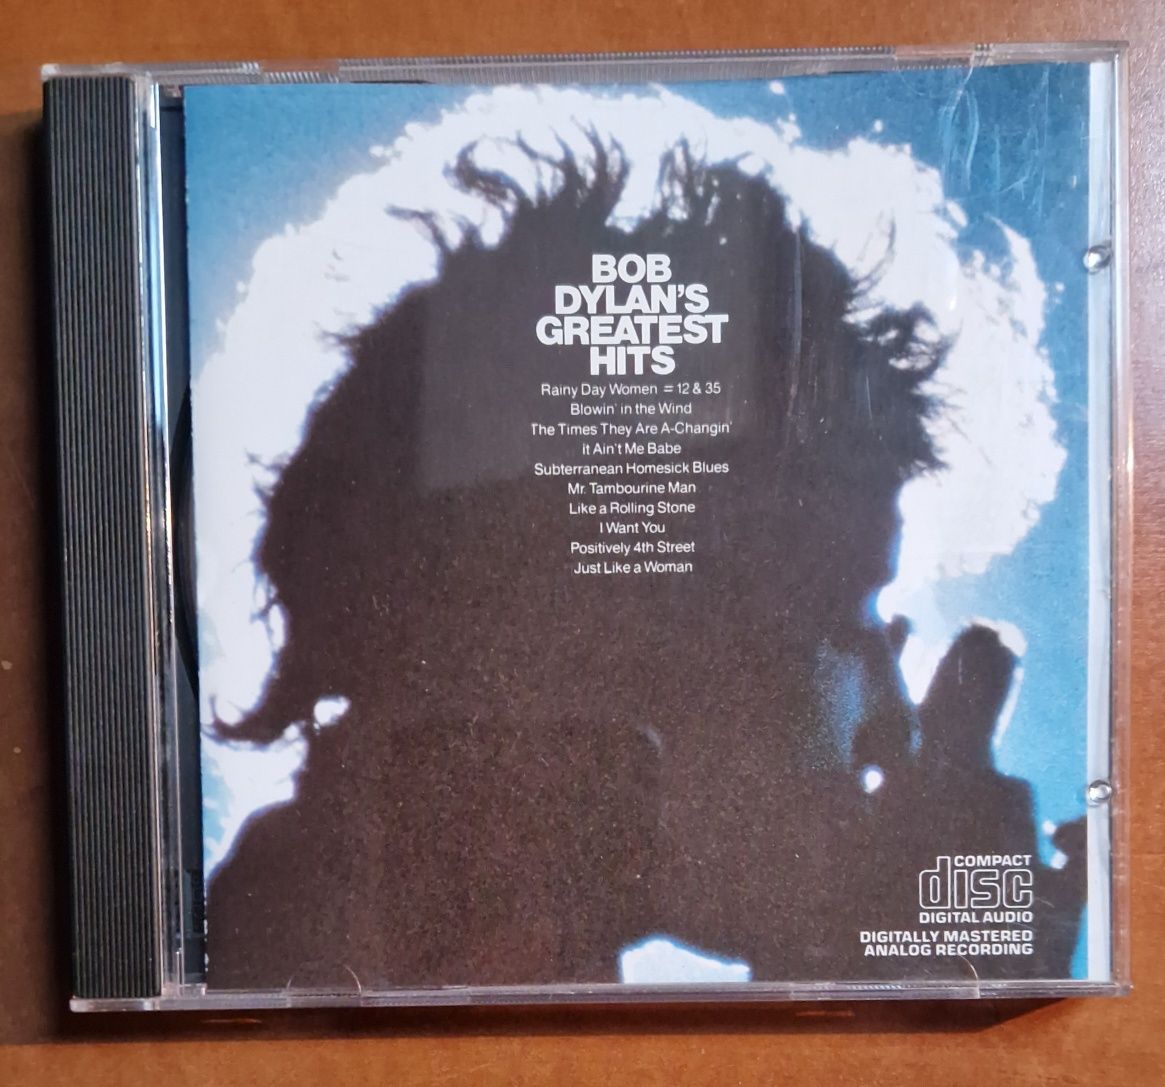 BOB
DYLAN'S
GREATEST
HITS
Rainy Day Women = 12 & 35
Blowin' in the Wind
The Times They Are A-Changin'
it Ain't Me Babe
Subterranean Homesick Blues
Mr. Tambourine Man
Like a Rolling Stone
I Want You
Positively 4th Street
Just Like a Woman
COMPACT
disc
DIGITAL AUDIO
DIGITALLY MASTERED
ANALOG RECORDING